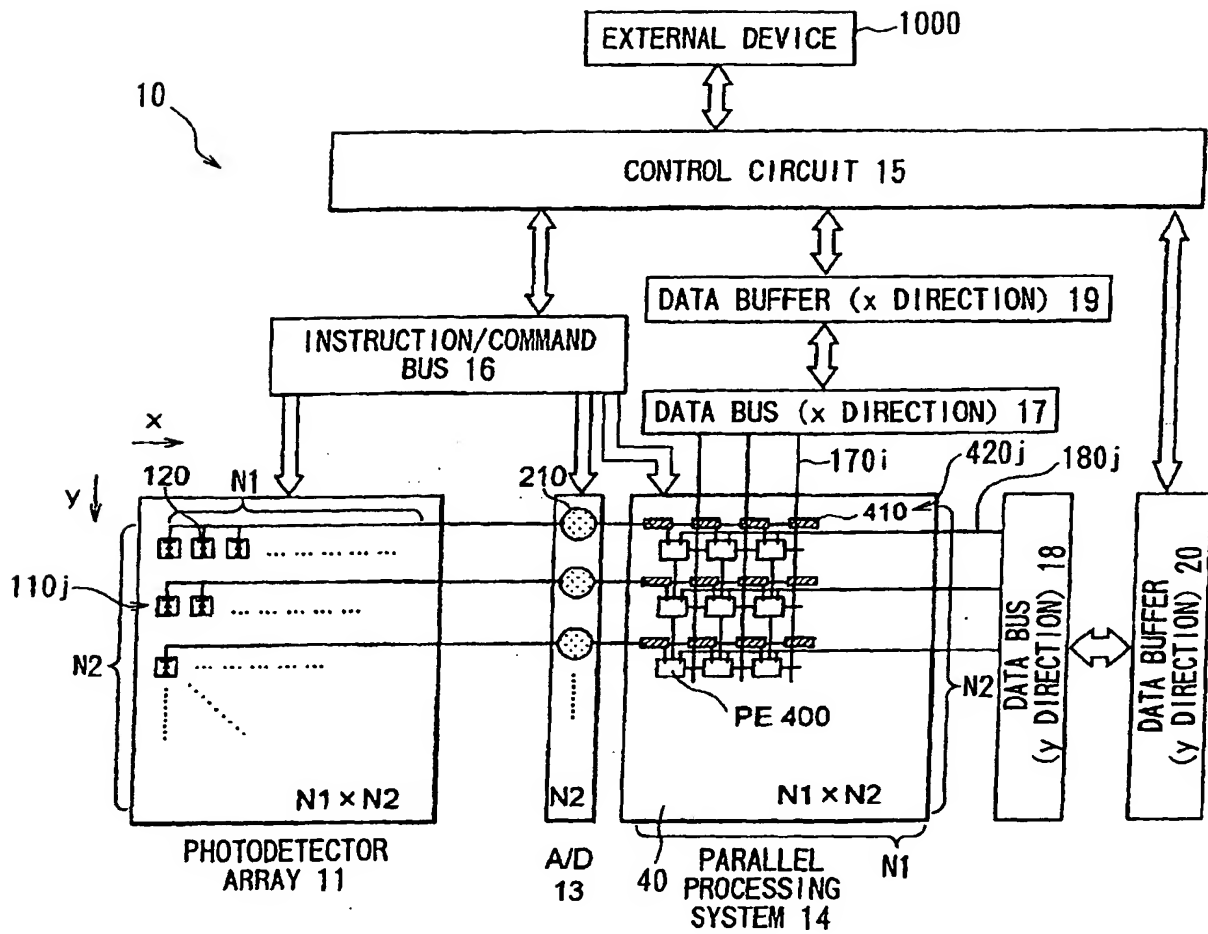 EXTERNAL DEVICE
1000
10
CONTROL CIRCUIT 15
DATA BUFFER (x DIRECTION) 19
INSTRUCTION/COMMAND
BUS 16
DATA BUS (x DIRECTION) 17
x
y
120
N1
210
170i
420j
180j
410
110j
N2
N2
PE 400
N1 × N2
N2
N1 × N2
DATA BUS
(y DIRECTION) 18
DATA BUFFER
(y DIRECTION) 20
PHOTODETECTOR
ARRAY 11
A/D
13
40
PARALLEL
PROCESSING
SYSTEM 14
N1